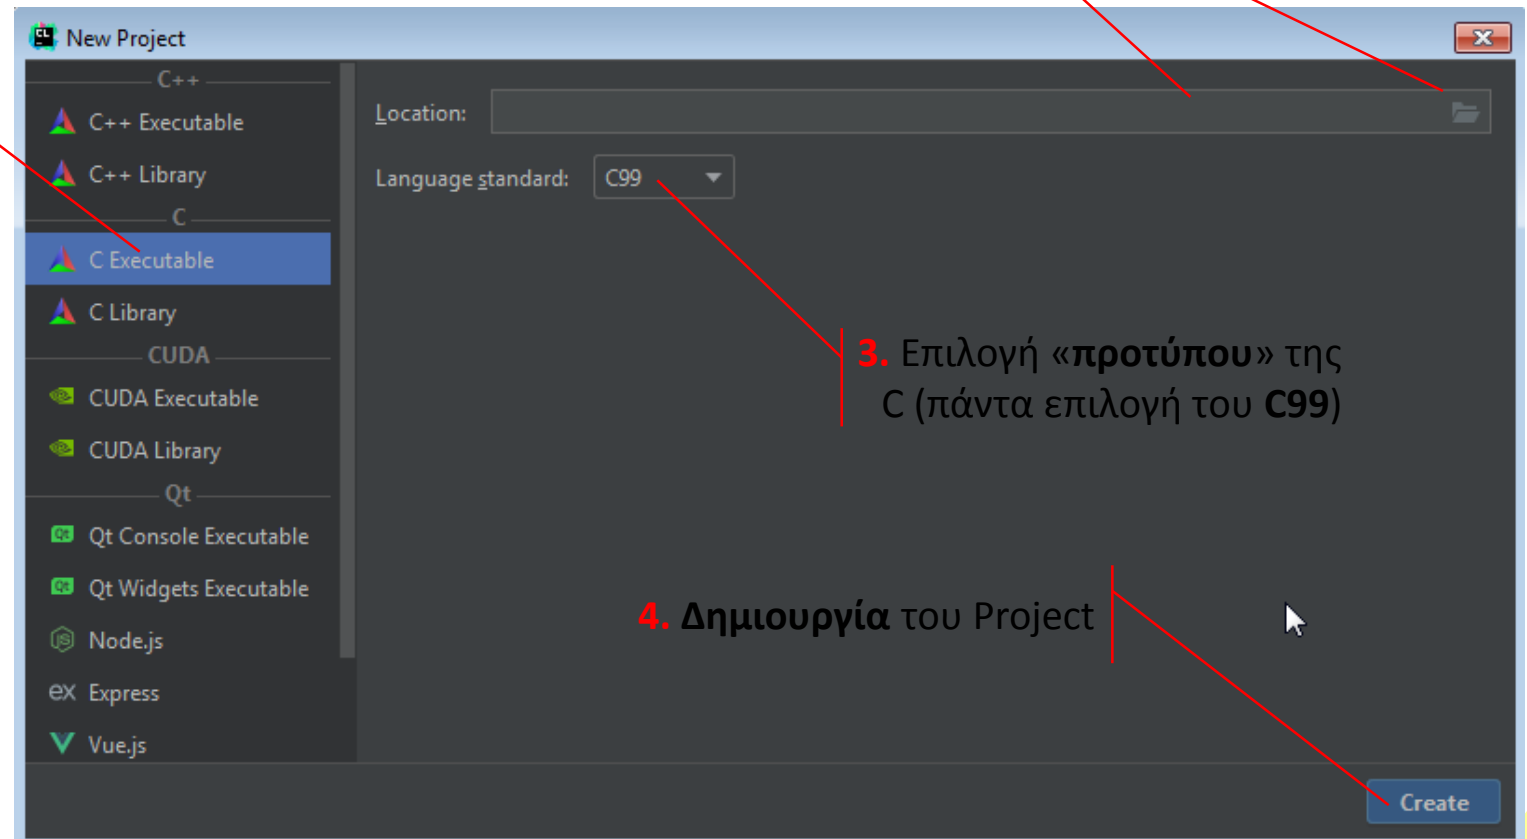 New Project
C++
C++ Executable
C++ Library
C
C Executable
C Library
CUDA
CUDA Executable
CUDA Library
Qt
Qt Console Executable
Qt Widgets Executable
Node.js
ex Express
Vue.js
Location:
Language standard: C99
3. Επιλογή «προτύπου» της
C (πάντα επιλογή του C99)
4. Δημιουργία του Project
Create